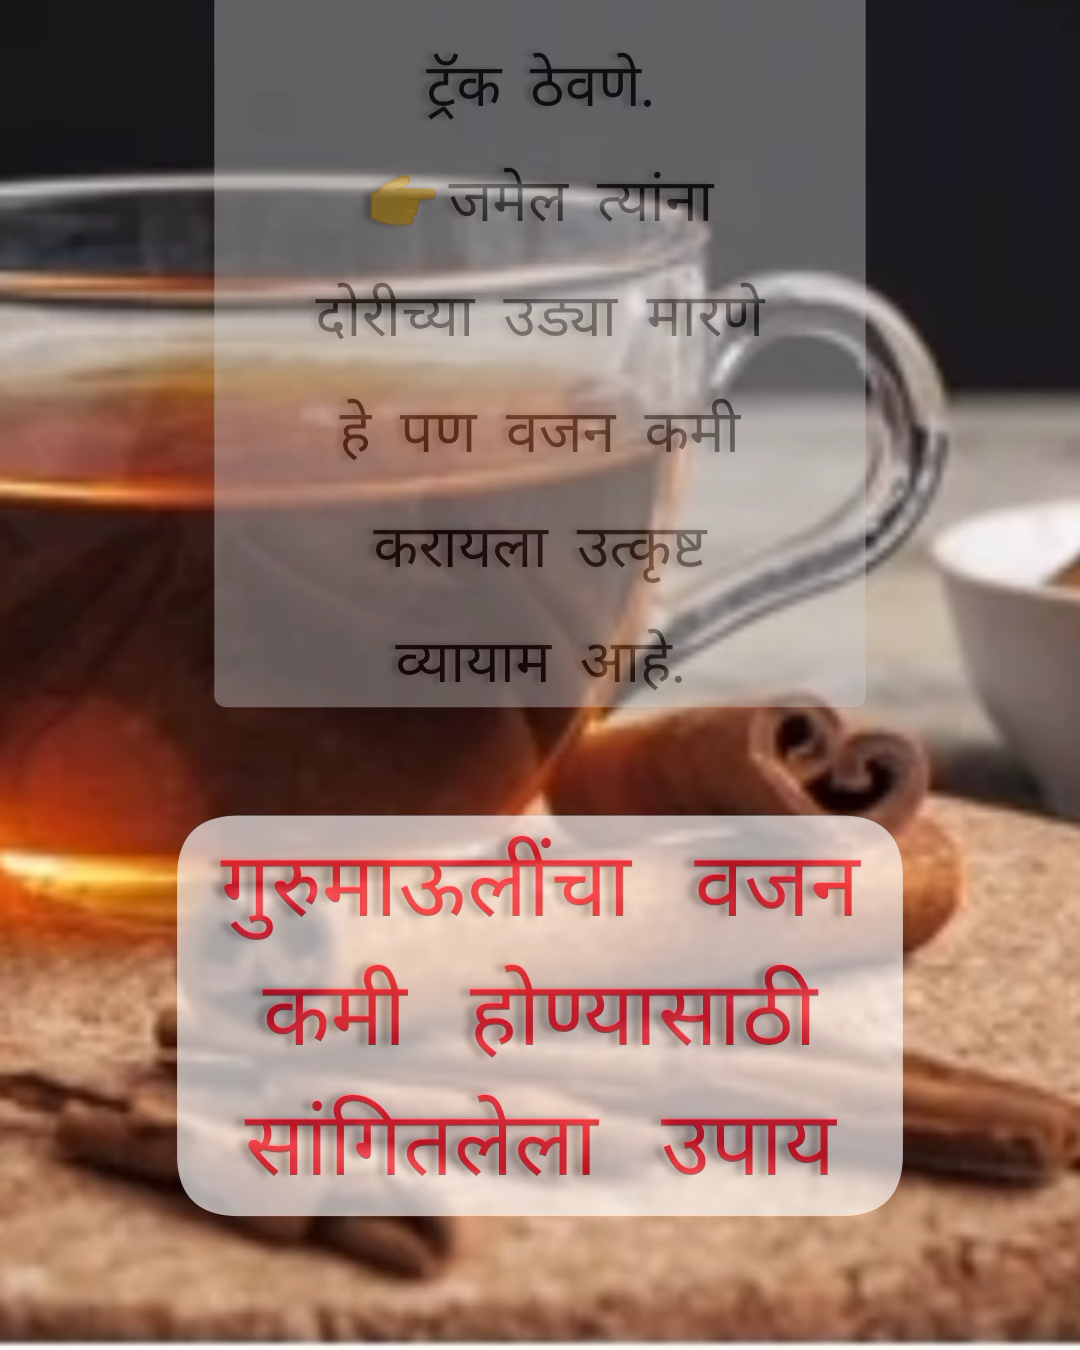 ट्रॅक ठेवणे.
👉जमेल त्यांना
दोरीच्या उड्या मारणे
हे पण वजन कमी
करायला उत्कृष्ट
व्यायाम आहे.
गुरुमाऊलींचा वजन
कमी होण्यासाठी
सांगितलेला उपाय